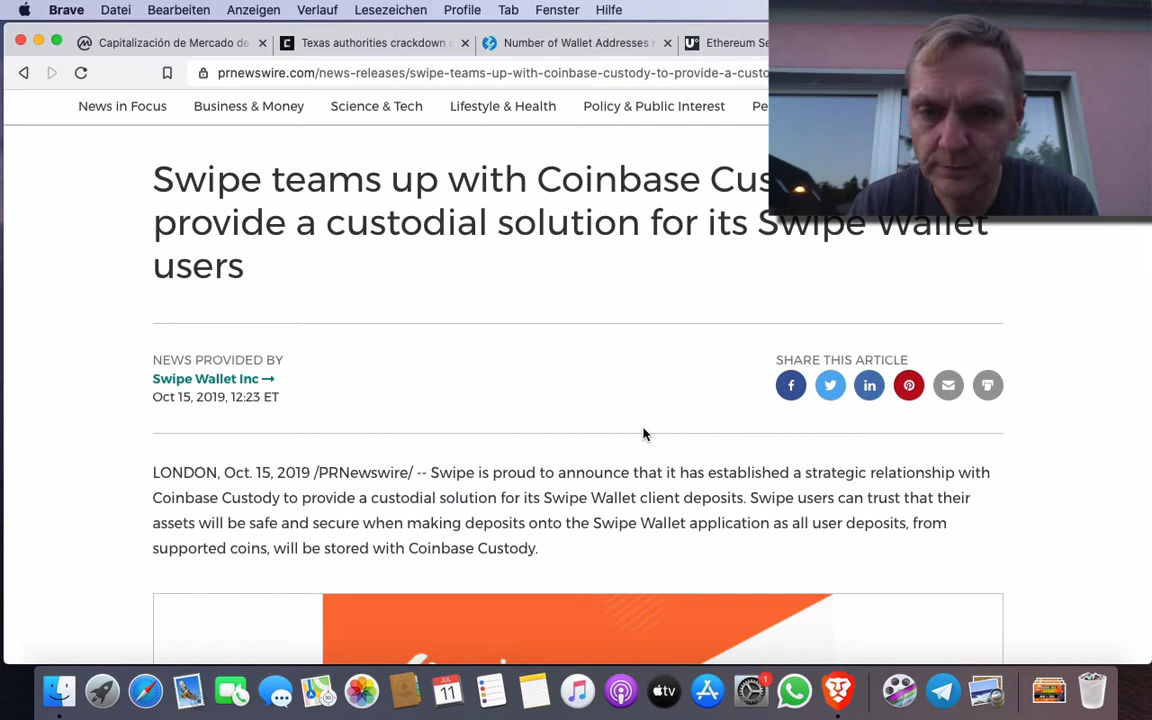 Brave Datei Bearbeiten Anzeigen Verlauf Lesezeichen Profile Tab Fenster Hilfe
Capitalización de Mercado de Texas authorities crackdown o Number of Wallet Addresses Ethereum Se
prnewswire.com/news-releases/swipe-teams-up-with-coinbase-custody-to-provide-a-custo
News in Focus Business & Money Science & Tech Lifestyle & Health Policy & Public Interest Pe
Swipe teams up with Coinbase Cus
provide a custodial solution for its Swipe Wallet
users
NEWS PROVIDED BY
Swipe Wallet Inc
Oct 15, 2019, 12:23 ET
SHARE THIS ARTICLE
LONDON, Oct. 15, 2019 /PRNewswire/ -- Swipe is proud to announce that it has established a strategic relationship with
Coinbase Custody to provide a custodial solution for its Swipe Wallet client deposits. Swipe users can trust that their
assets will be safe and secure when making deposits onto the Swipe Wallet application as all user deposits, from
supported coins, will be stored with Coinbase Custody.
JUL
11
tv
1